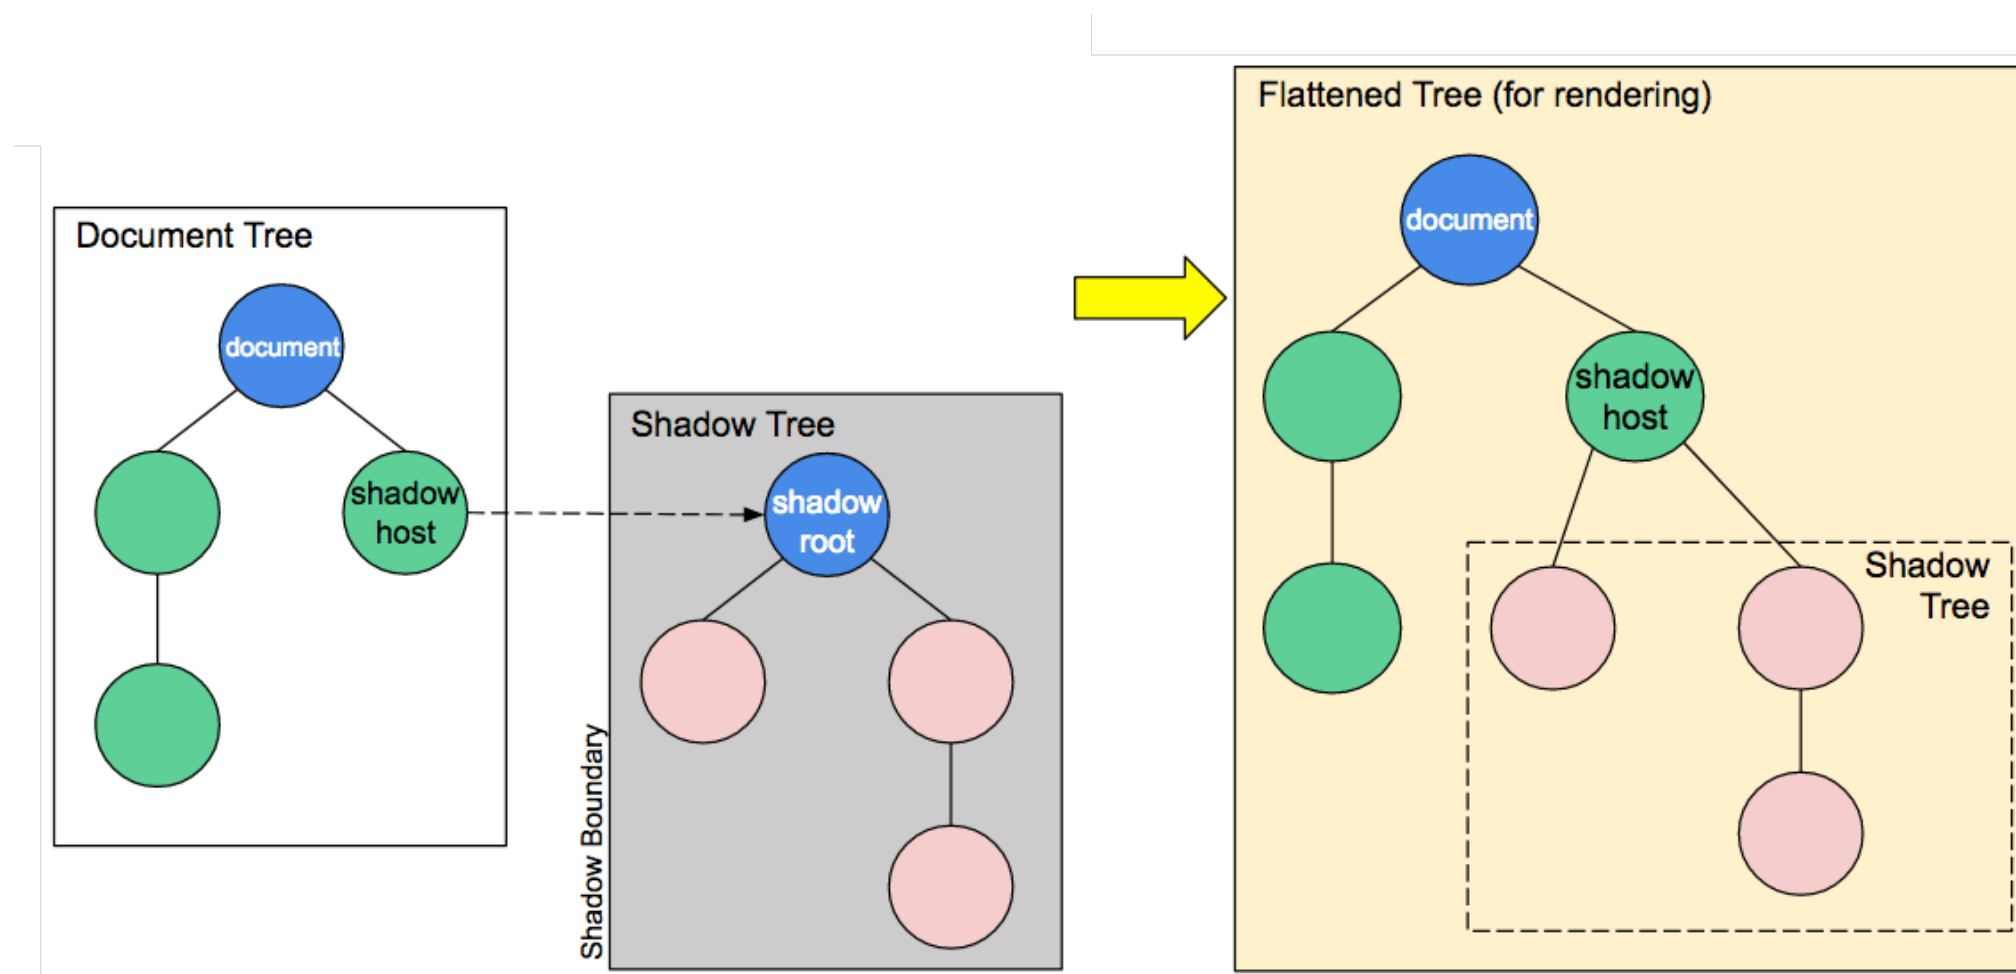 Document Tree
document
shadow
host
Shadow Boundary
Shadow Tree
shadow
root
Flattened Tree (for rendering)
document
shadow
host
Shadow
Tree